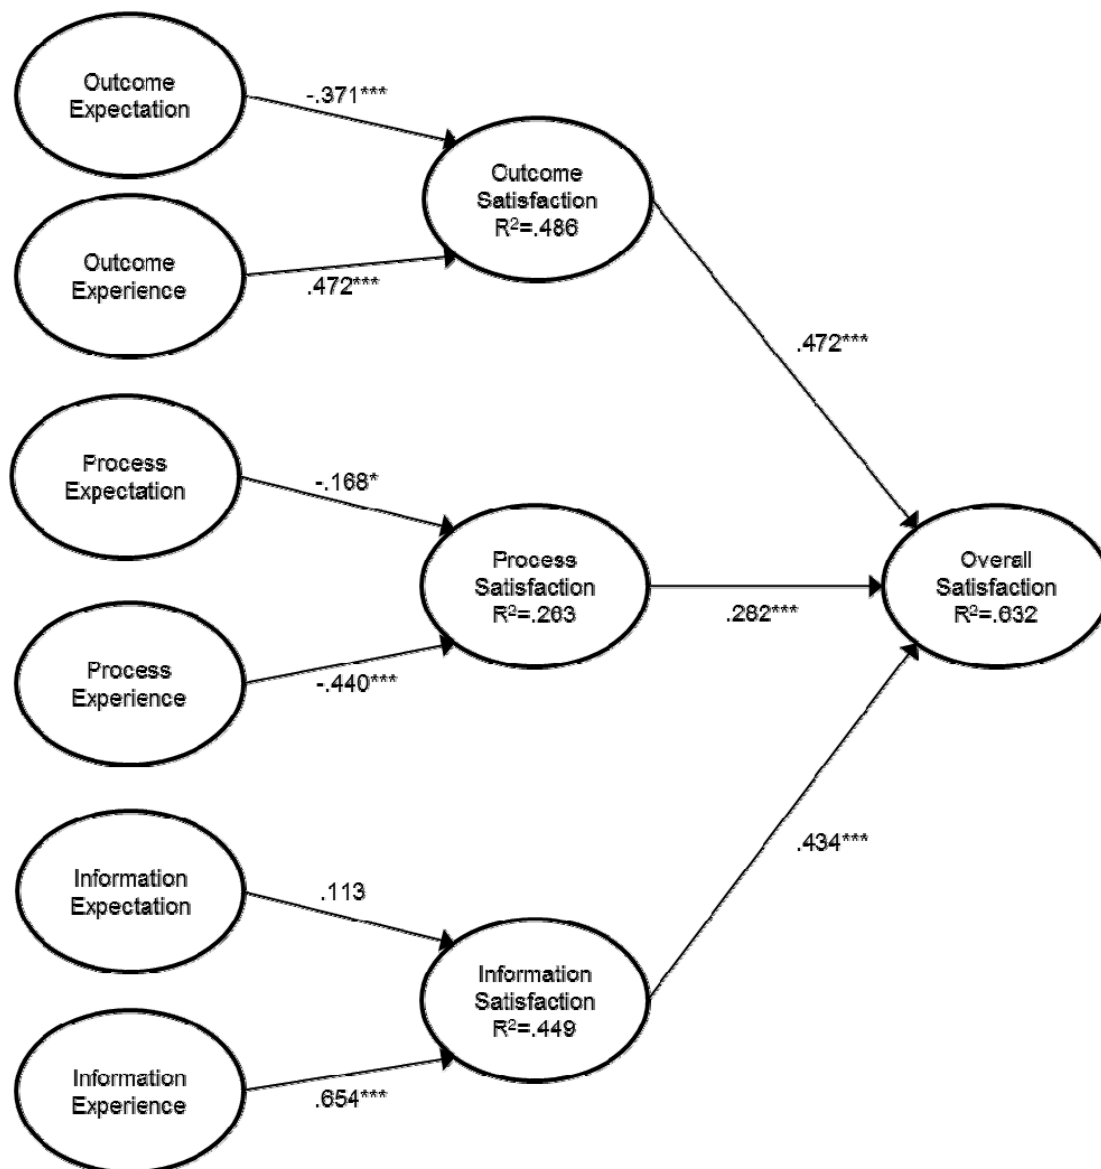 Outcome
Expectation
-.371***
Outcome
Satisfaction
R²=.486
Outcome
Experience
.472***
.472***
Process
Expectation
-.168*
Process
Satisfaction
R²=.263
.282***
Overall
Satisfaction
R²=.632
Process
Experience
-.440***
.434***
Information
Expectation
.113
Information
Satisfaction
R²=.449
Information
Experience
.654***